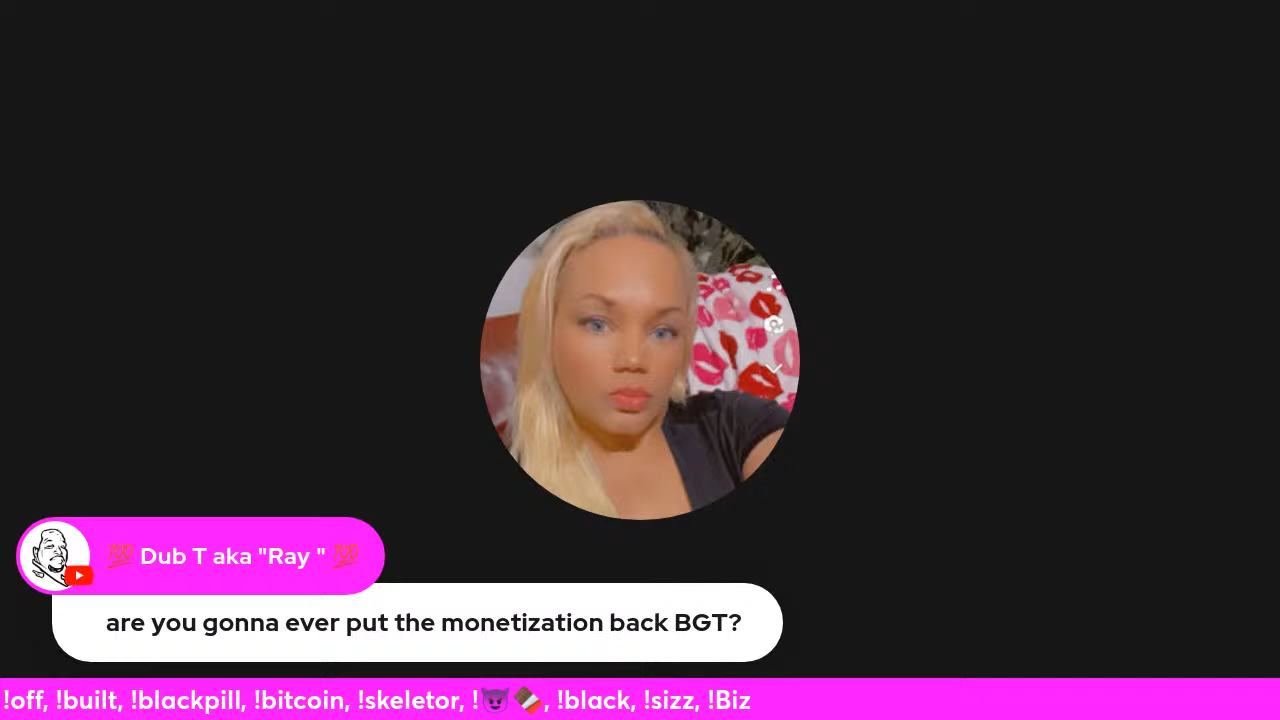 💯 Dub T aka "Ray " 💯
are you gonna ever put the monetization back BGT?
!off, !built, !blackpill, !bitcoin, !skeletor, !😈🍫, !black, !sizz, !Biz